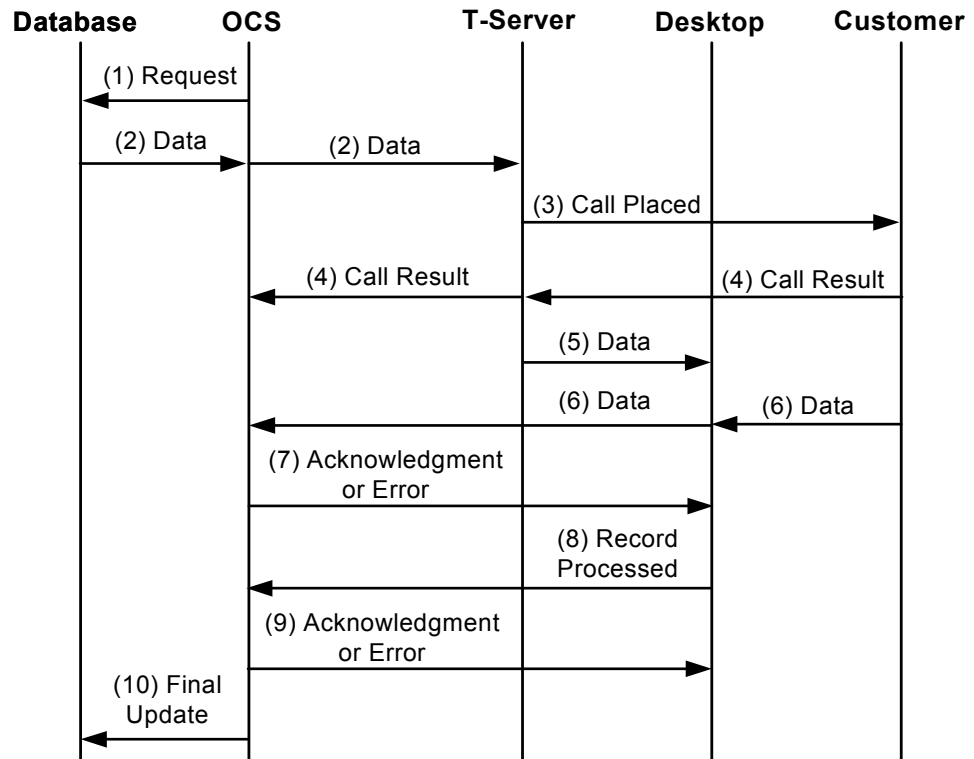 Database OCS T-Server Desktop Customer
(1) Request
(2) Data (2) Data
(3) Call Placed
(4) Call Result (4) Call Result
(5) Data
(6) Data (6) Data
(7) Acknowledgment
or Error
(8) Record
Processed
(9) Acknowledgment
or Error
(10) Final
Update